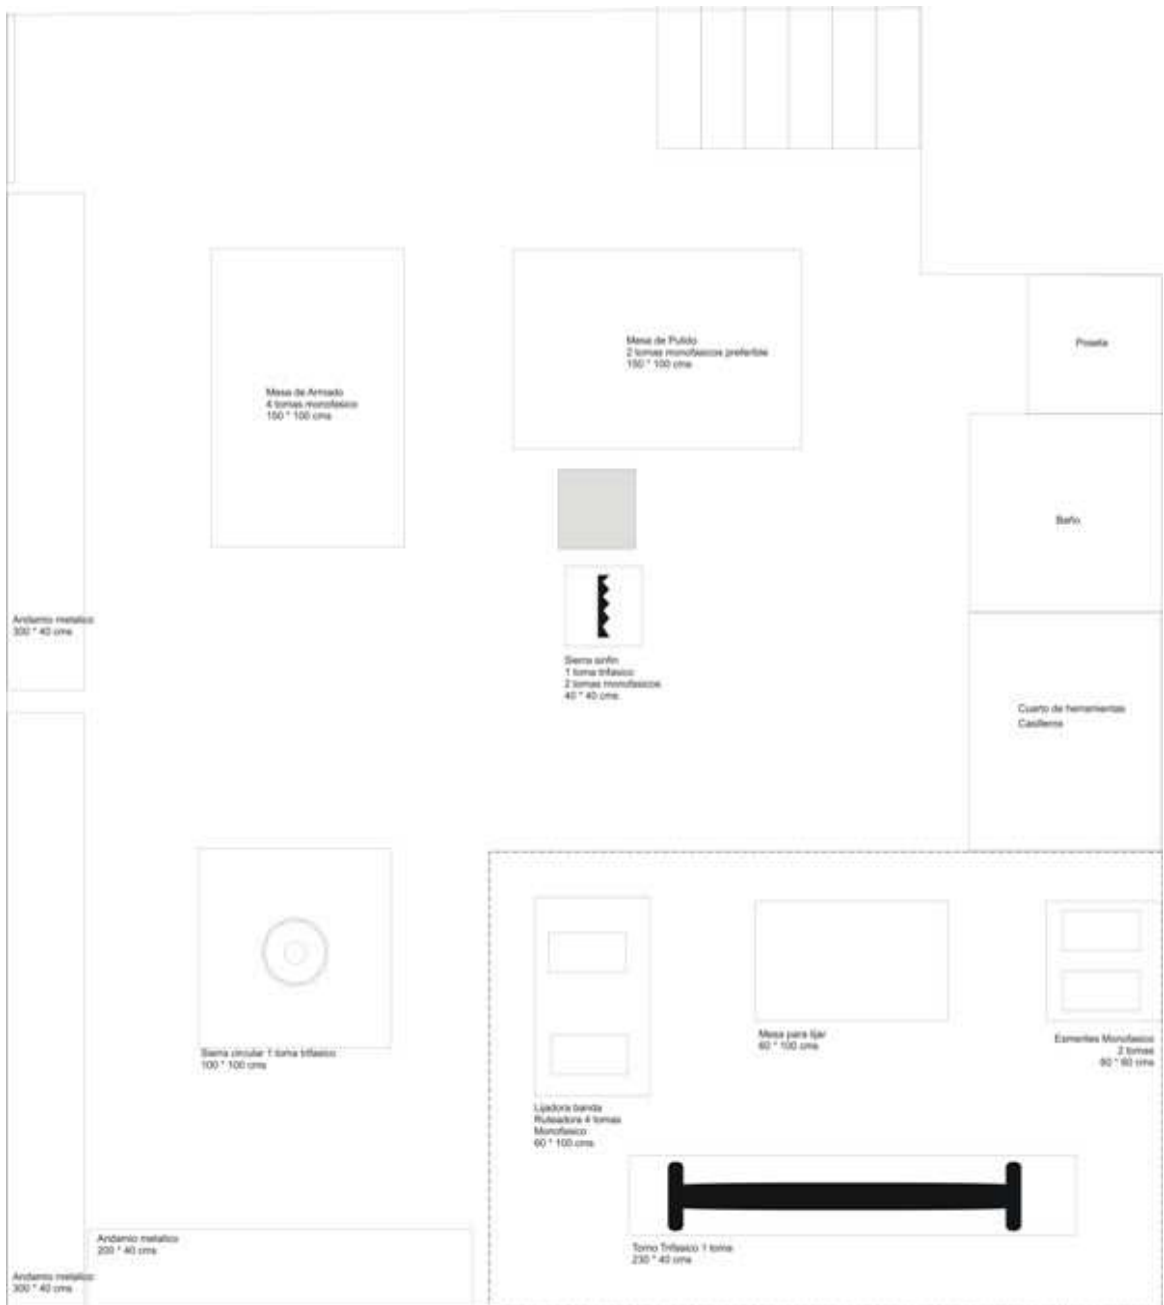 Mesa de Pulido
2 tomas monofasicos preferible
150 * 100 cms
Poseta
Mesa de Armado
4 tomas monofasico
150 * 100 cms
Baño
Andamio metalico
300 * 40 cms
Sierra sinfin
1 toma trifasico
2 tomas monofasicos
40 * 40 cms
Cuarto de herramientas
Casilleros
Sierra circular 1 toma trifasico
100 * 100 cms
Mesa para lijar
60 * 100 cms
Esmeriles Monofasico
2 tomas
60 * 60 cms
Lijadora banda
Ruteadora 4 tomas
Monofasico
60 * 100 cms
Andamio metalico
200 * 40 cms
Torno Trifasico 1 toma
230 * 40 cms
Andamio metalico
300 * 40 cms